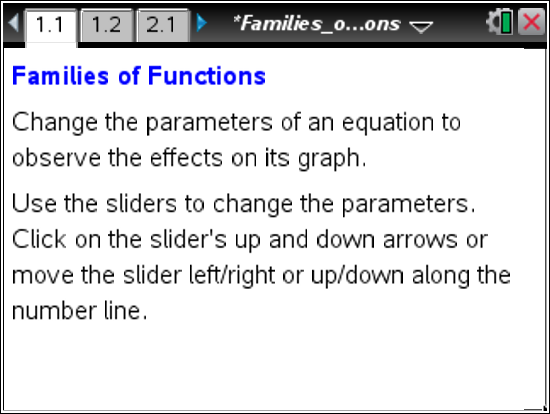 1.1 1.2 2.1 *Families_o...ons
Families of Functions
Change the parameters of an equation to
observe the effects on its graph.
Use the sliders to change the parameters.
Click on the slider's up and down arrows or
move the slider left/right or up/down along the
number line.